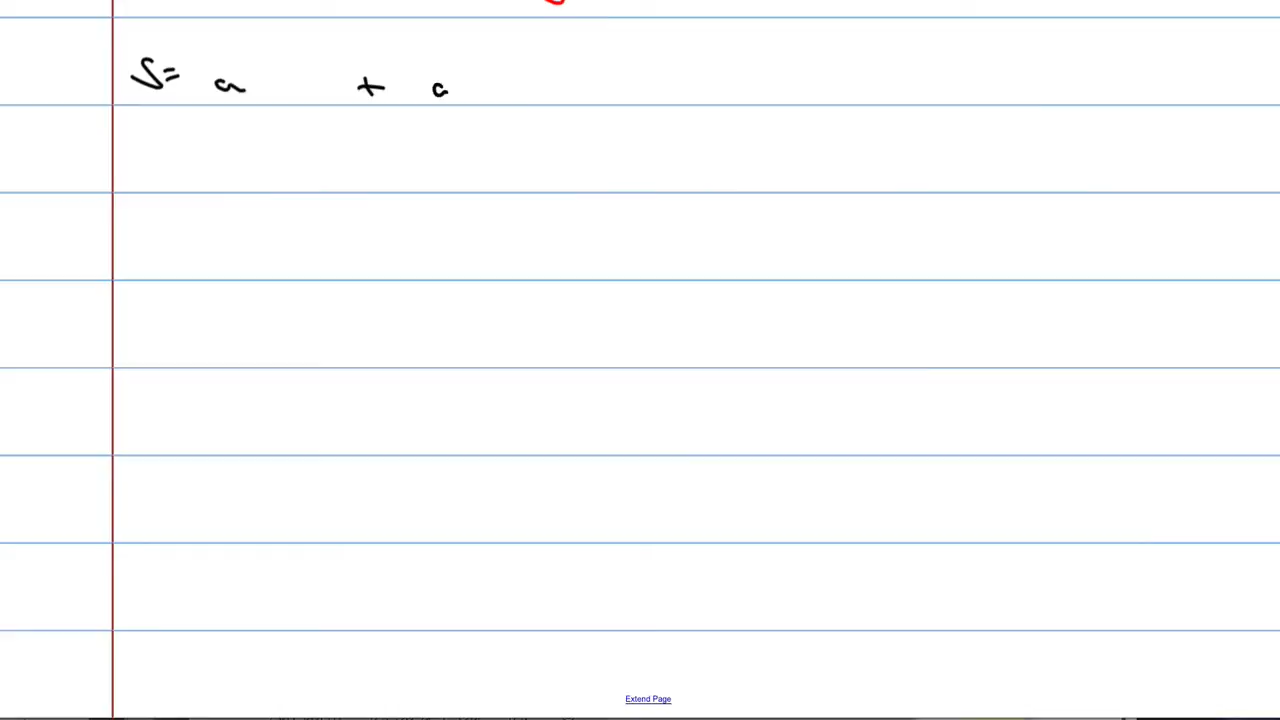 S= a + a
Extend Page